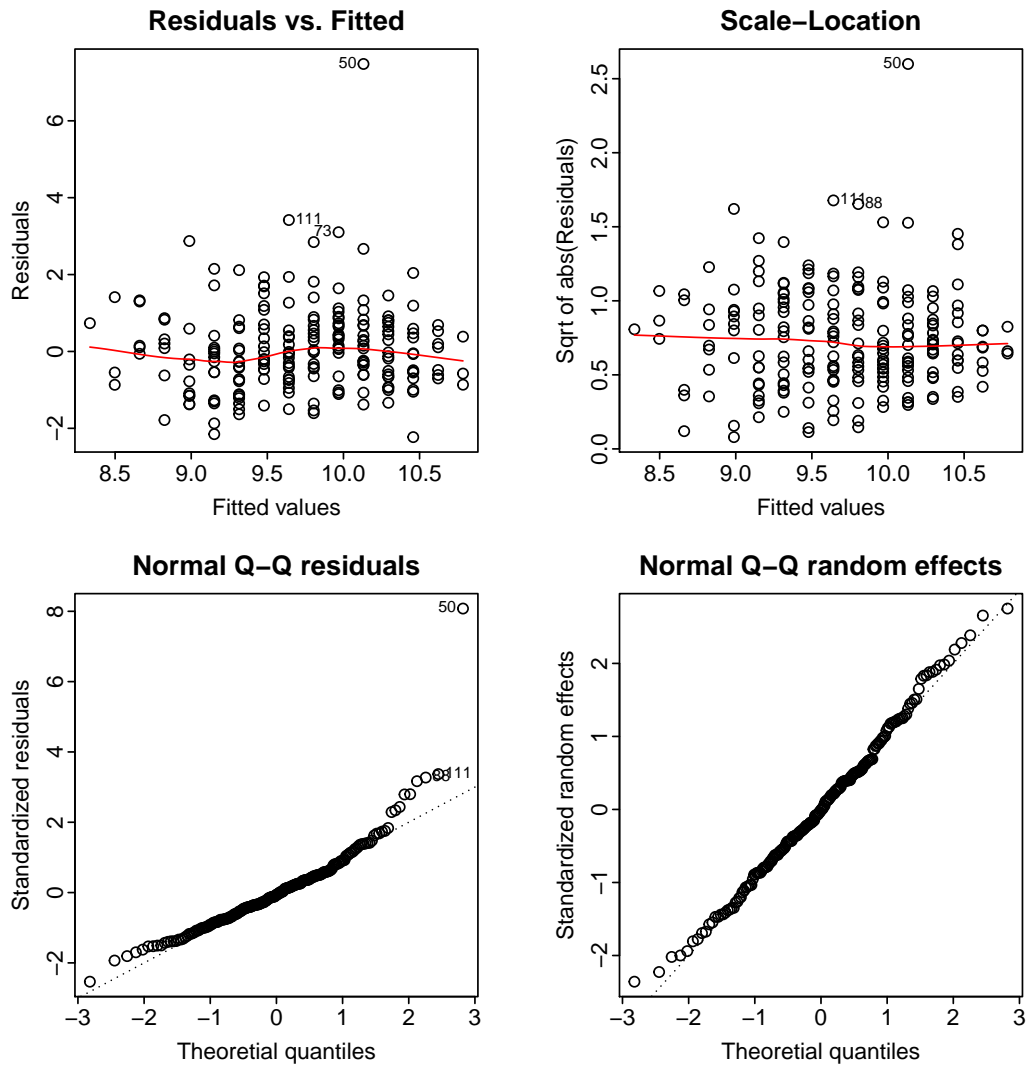 Residuals vs. Fitted
Residuals
−2
0
2
4
6
50
111
73
8.5 9.0 9.5 10.0 10.5
Fitted values
Scale−Location
Sqrt of abs(Residuals)
0.0
0.5
1.0
1.5
2.0
2.5
50
111
88
8.5 9.0 9.5 10.0 10.5
Fitted values
Normal Q−Q residuals
Standardized residuals
−2
0
2
4
6
8
50
111
−3 −2 −1 0 1 2 3
Theoretial quantiles
Normal Q−Q random effects
Standardized random effects
−2
−1
0
1
2
−3 −2 −1 0 1 2 3
Theoretial quantiles